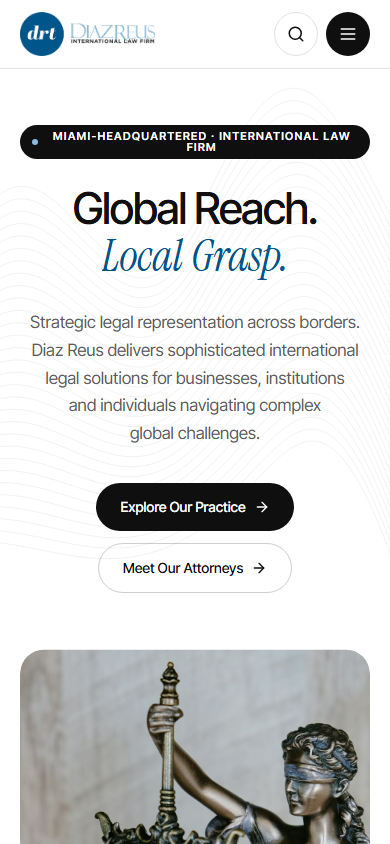 drt
DIAZREUS
INTERNATIONAL LAW FIRM
MIAMI-HEADQUARTERED · INTERNATIONAL LAW
FIRM
Global Reach.
Local Grasp.
Strategic legal representation across borders.
Diaz Reus delivers sophisticated international
legal solutions for businesses, institutions
and individuals navigating complex
global challenges.
Explore Our Practice
Meet Our Attorneys